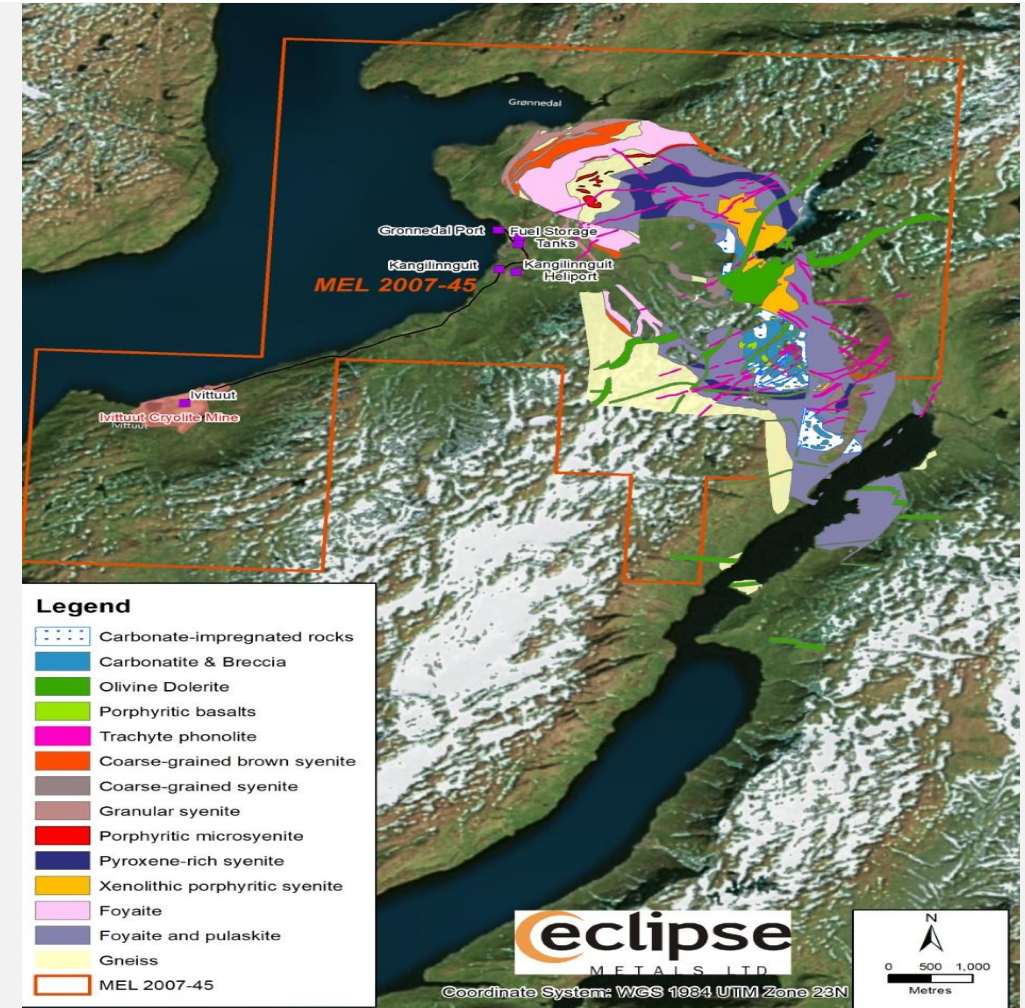 Grønnedal
Gronnedal Port
Fuel Storage
Tanks
Kangilinnguit
Kangilinnguit
Heliport
MEL 2007-45
Ivittuut
Ivittuut Cryolite Mine
Legend
Carbonate-impregnated rocks
Carbonatite & Breccia
Olivine Dolerite
Porphyritic basalts
Trachyte phonolite
Coarse-grained brown syenite
Coarse-grained syenite
Granular syenite
Porphyritic microsyenite
Pyroxene-rich syenite
Xenolithic porphyritic syenite
Foyaite
Foyaite and pulaskite
Gneiss
MEL 2007-45
eclipse
METALS LTD
Coordinate System: WGS 1984 UTM Zone 23N
N
0 500 1,000
Metres